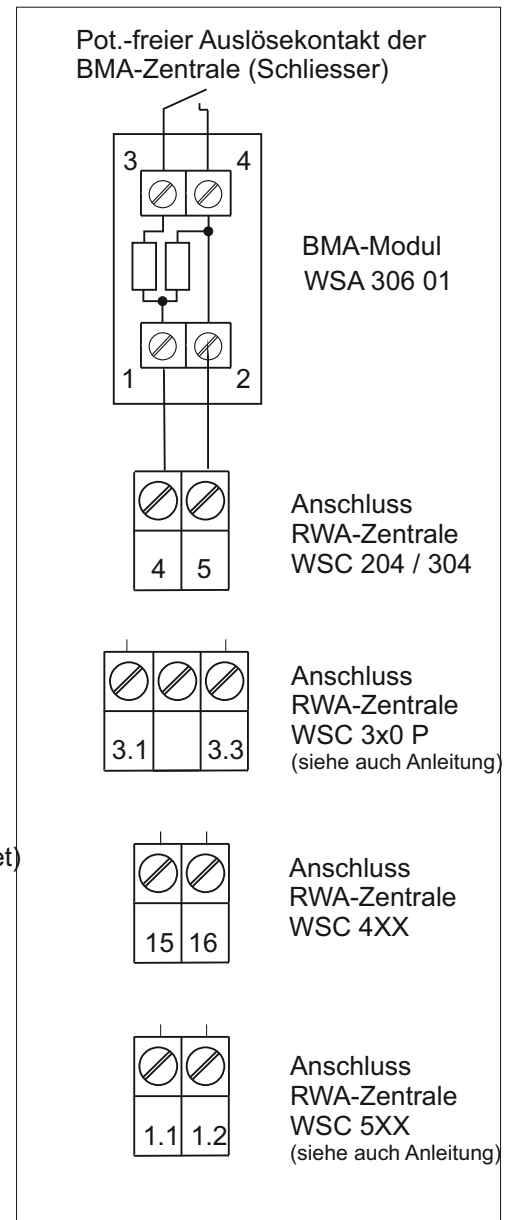 Pot.-freier Auslösekontakt der
BMA-Zentrale (Schliesser)
3 4
BMA-Modul
WSA 306 01
1 2
Anschluss
RWA-Zentrale
WSC 204 / 304
4 5
Anschluss
RWA-Zentrale
WSC 3x0 P
(siehe auch Anleitung)
3.1 3.3
et)
Anschluss
RWA-Zentrale
WSC 4XX
15 16
Anschluss
RWA-Zentrale
WSC 5XX
(siehe auch Anleitung)
1.1 1.2